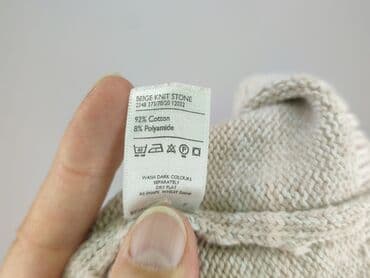 BEIGE KNIT STONE
92% Cotton
8% Polyamide
WASH DARK COLOURS
SEPARATELY
DRY FLAT